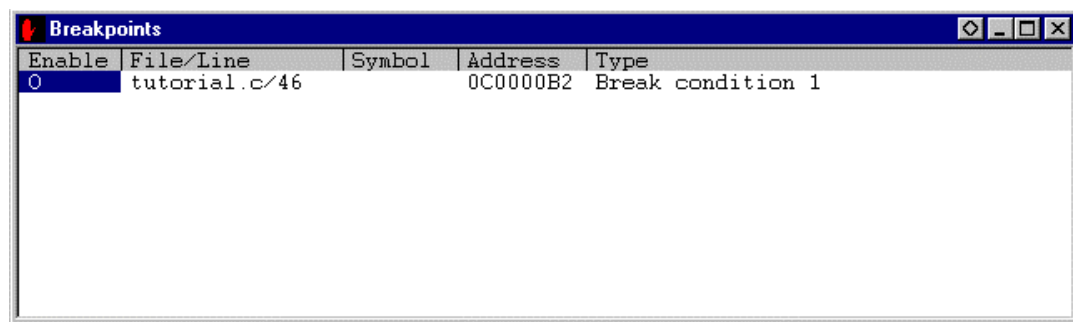 Breakpoints
Enable File/Line Symbol Address Type
O tutorial.c/46 0C0000B2 Break condition 1